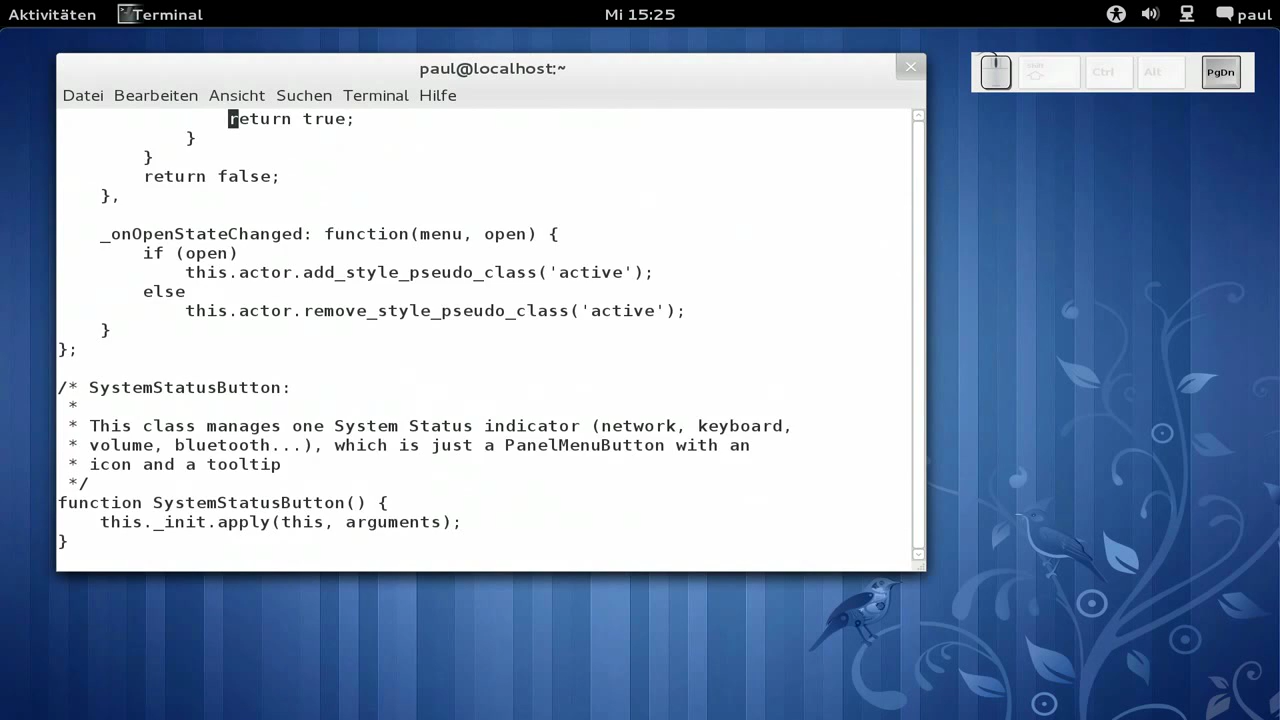 Aktivitäten Terminal Mi 15:25 paul
paul@localhost:~
Datei Bearbeiten Ansicht Suchen Terminal Hilfe
Ctrl Alt PgDn
                return true;
            }
        }
        return false;
    },

    _onOpenStateChanged: function(menu, open) {
        if (open)
            this.actor.add_style_pseudo_class('active');
        else
            this.actor.remove_style_pseudo_class('active');
    }
};

/* SystemStatusButton:
 *
 * This class manages one System Status indicator (network, keyboard,
 * volume, bluetooth...), which is just a PanelMenuButton with an
 * icon and a tooltip
 */
function SystemStatusButton() {
    this._init.apply(this, arguments);
}